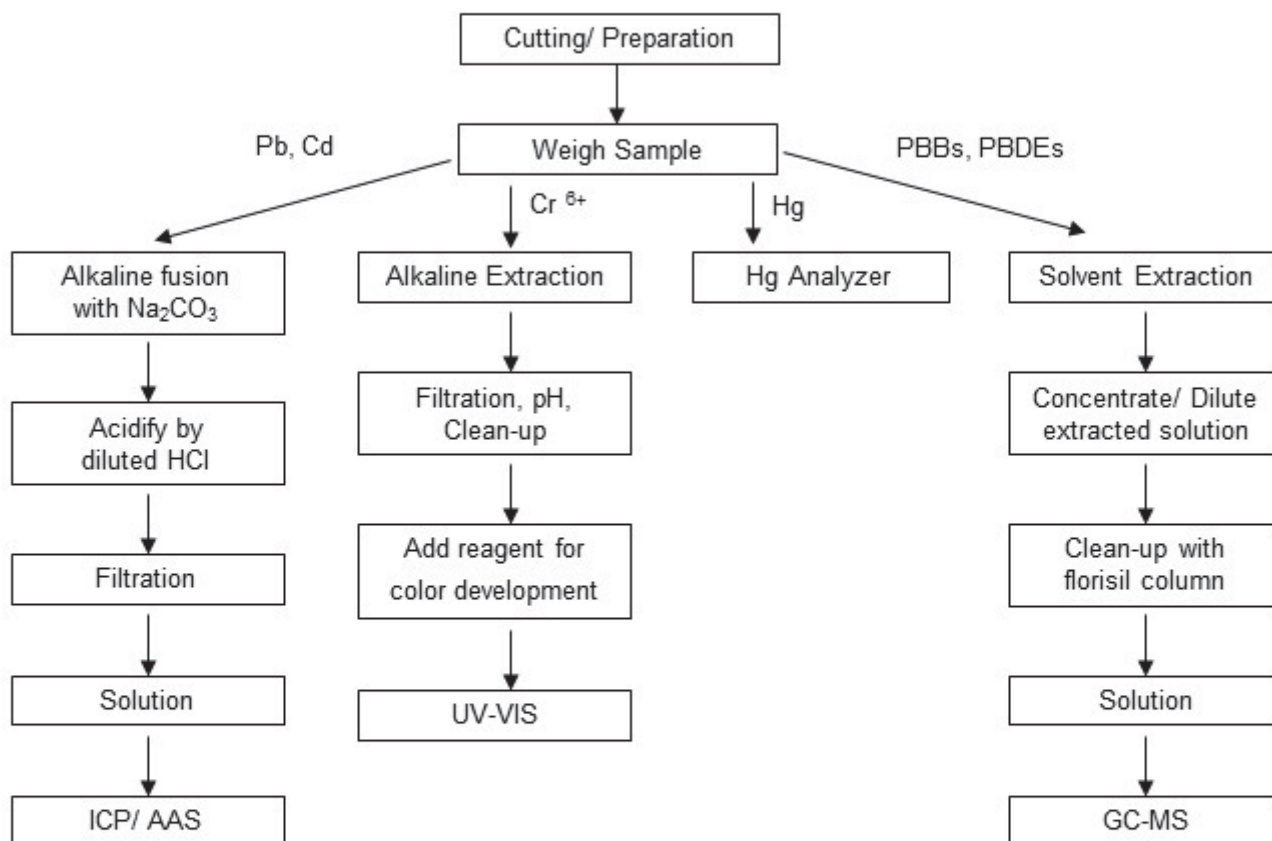 Cutting/ Preparation
Weigh Sample
Pb, Cd
Cr 6+
Hg
PBBs, PBDEs
Alkaline fusion
with Na₂CO₃
Acidify by
diluted HCl
Filtration
Solution
ICP/ AAS
Alkaline Extraction
Filtration, pH,
Clean-up
Add reagent for
color development
UV-VIS
Hg Analyzer
Solvent Extraction
Concentrate/ Dilute
extracted solution
Clean-up with
florisil column
Solution
GC-MS